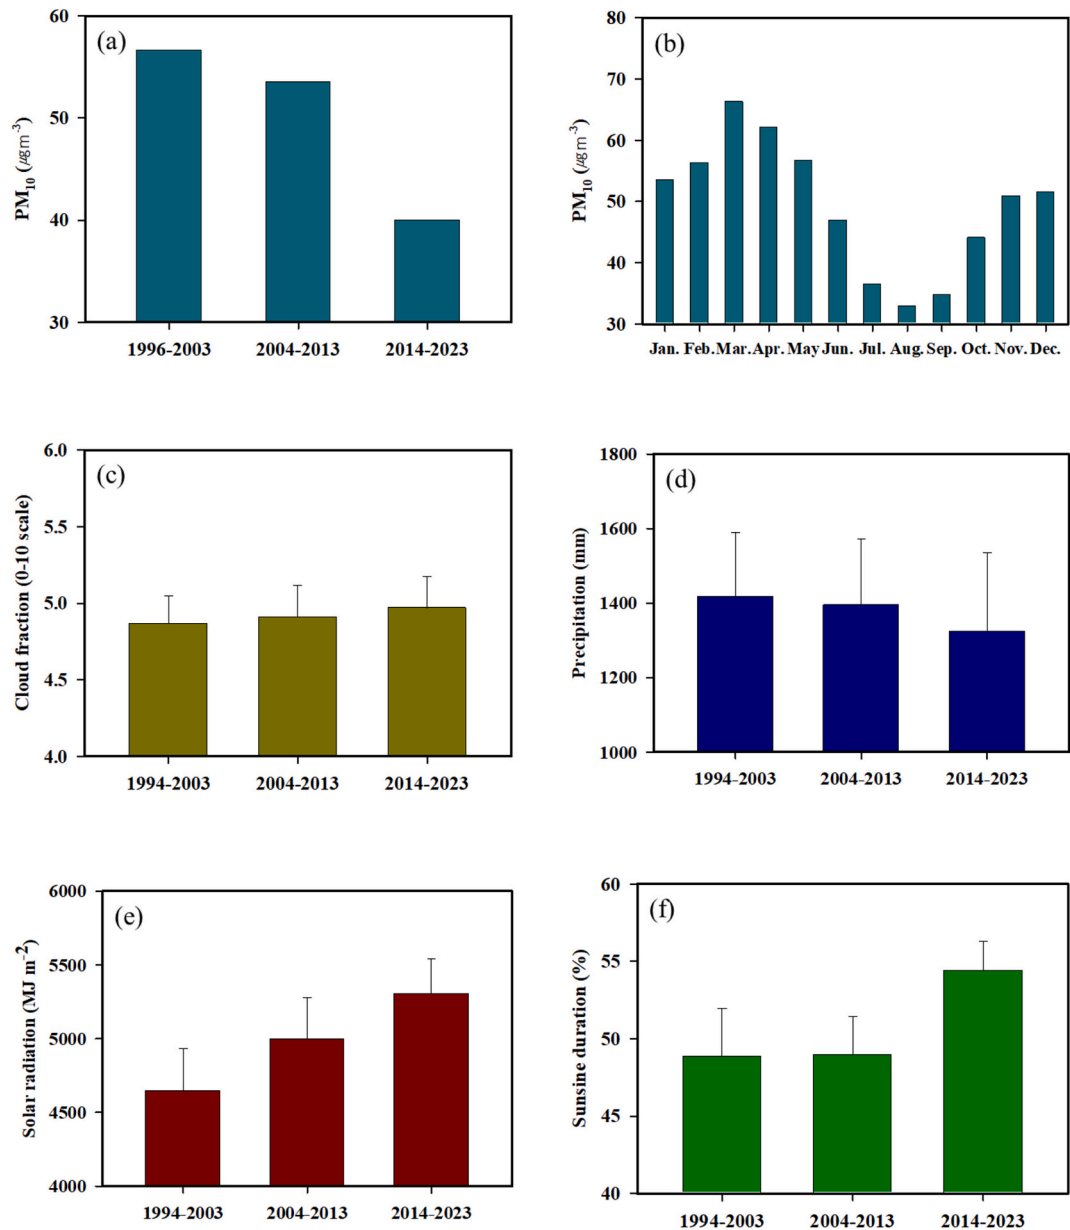 (a)
PM10 (㎍ m-3)
60
50
40
30
1996-2003 2004-2013 2014-2023
(b)
PM10 (㎍ m-3)
80
70
60
50
40
30
Jan. Feb. Mar. Apr. May Jun. Jul. Aug. Sep. Oct. Nov. Dec.
(c)
Cloud fraction (0-10 scale)
6.0
5.5
5.0
4.5
4.0
1994-2003 2004-2013 2014-2023
(d)
Precipitation (mm)
1800
1600
1400
1200
1000
1994-2003 2004-2013 2014-2023
(e)
Solar radiation (MJ m-2)
6000
5500
5000
4500
4000
1994-2003 2004-2013 2014-2023
(f)
Sunsine duration (%)
60
55
50
45
40
1994-2003 2004-2013 2014-2023